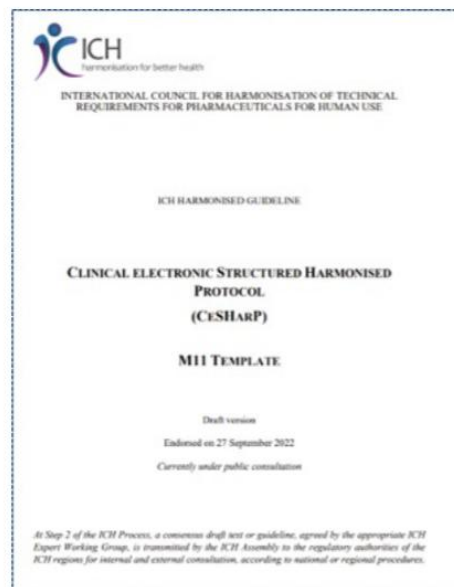 ICH
harmonisation for better health
INTERNATIONAL COUNCIL FOR HARMONISATION OF TECHNICAL
REQUIREMENTS FOR PHARMACEUTICALS FOR HUMAN USE
ICH HARMONISED GUIDELINE
CLINICAL ELECTRONIC STRUCTURED HARMONISED
PROTOCOL
(CESHARP)
M11 TEMPLATE
Draft version
Endorsed on 27 September 2022
Currently under public consultation
At Step 2 of the ICH Process, a consensus draft text or guideline, agreed by the appropriate ICH
Expert Working Group, is transmitted by the ICH Assembly to the regulatory authorities of the
ICH regions for internal and external consultation, according to national or regional procedures.